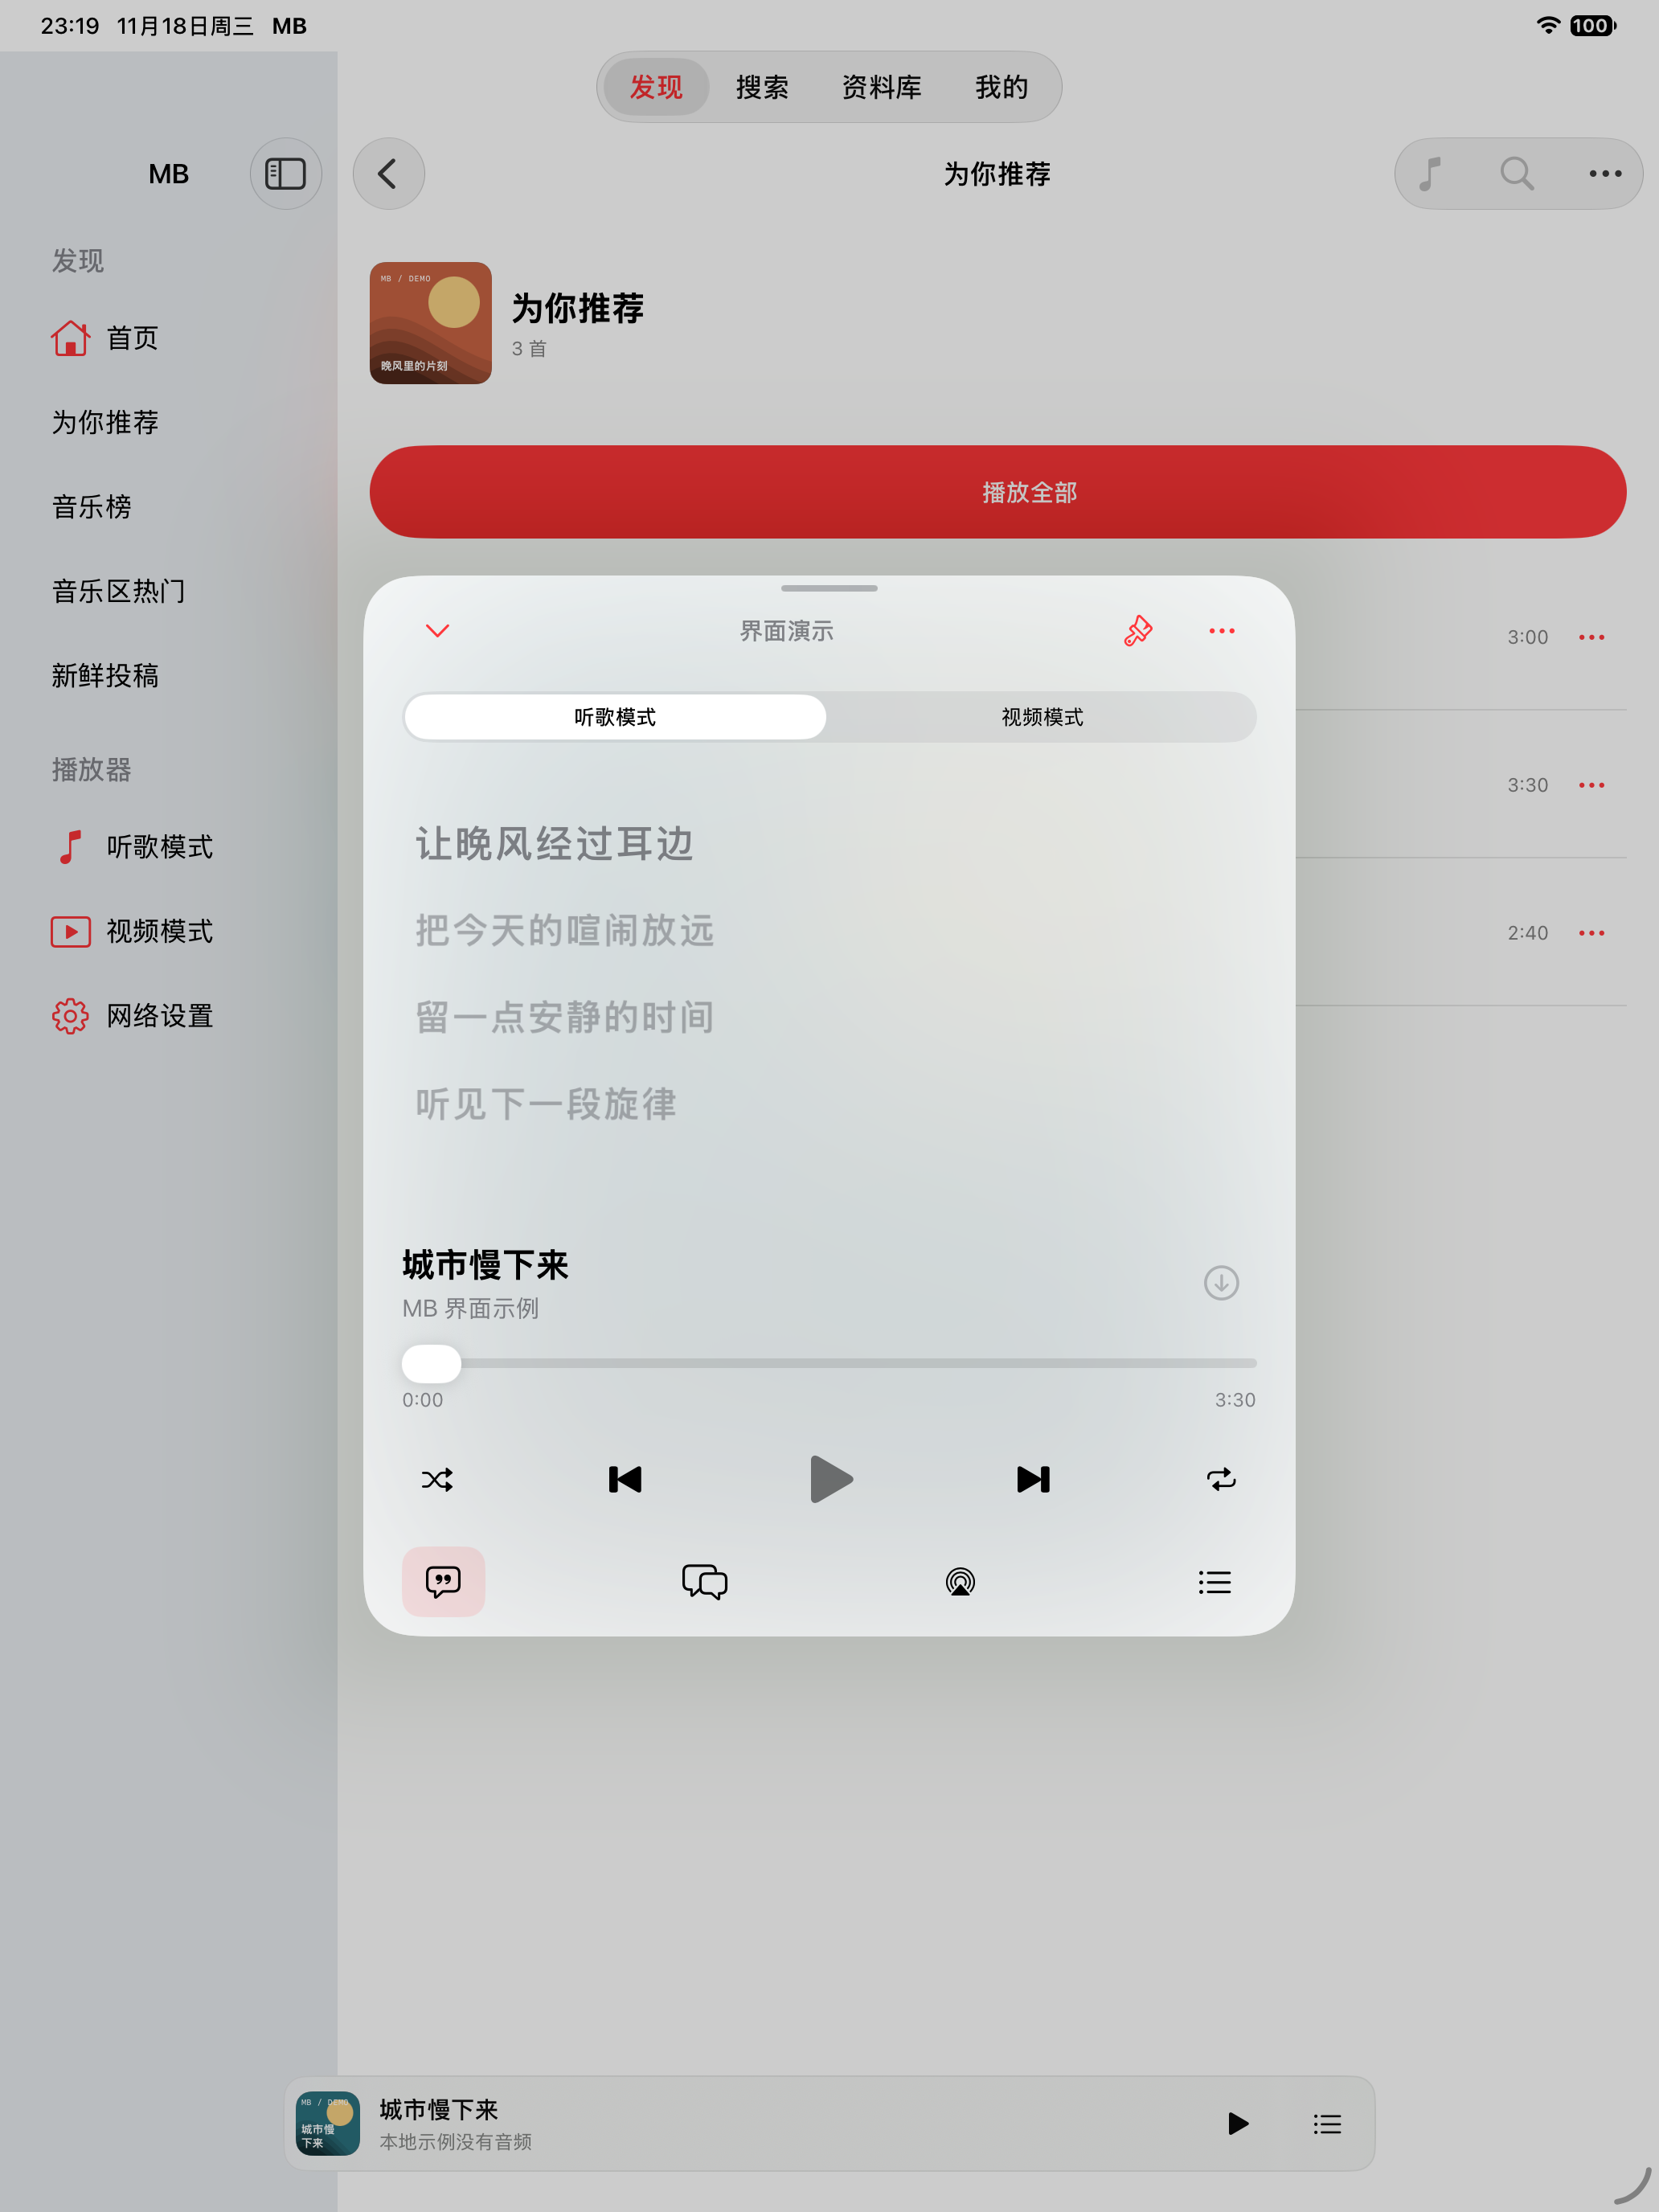 23:19 11月18日周三 MB
100
发现 搜索 资料库 我的
MB
为你推荐
发现
首页
为你推荐
音乐榜
音乐区热门
新鲜投稿
播放器
听歌模式
视频模式
网络设置
MB / DEMO
晚风里的片刻
为你推荐
3 首
播放全部
3:00
3:30
2:40
界面演示
听歌模式 视频模式
让晚风经过耳边
把今天的喧闹放远
留一点安静的时间
听见下一段旋律
城市慢下来
MB 界面示例
0:00 3:30
MB / DEMO
城市慢
下来
城市慢下来
本地示例没有音频